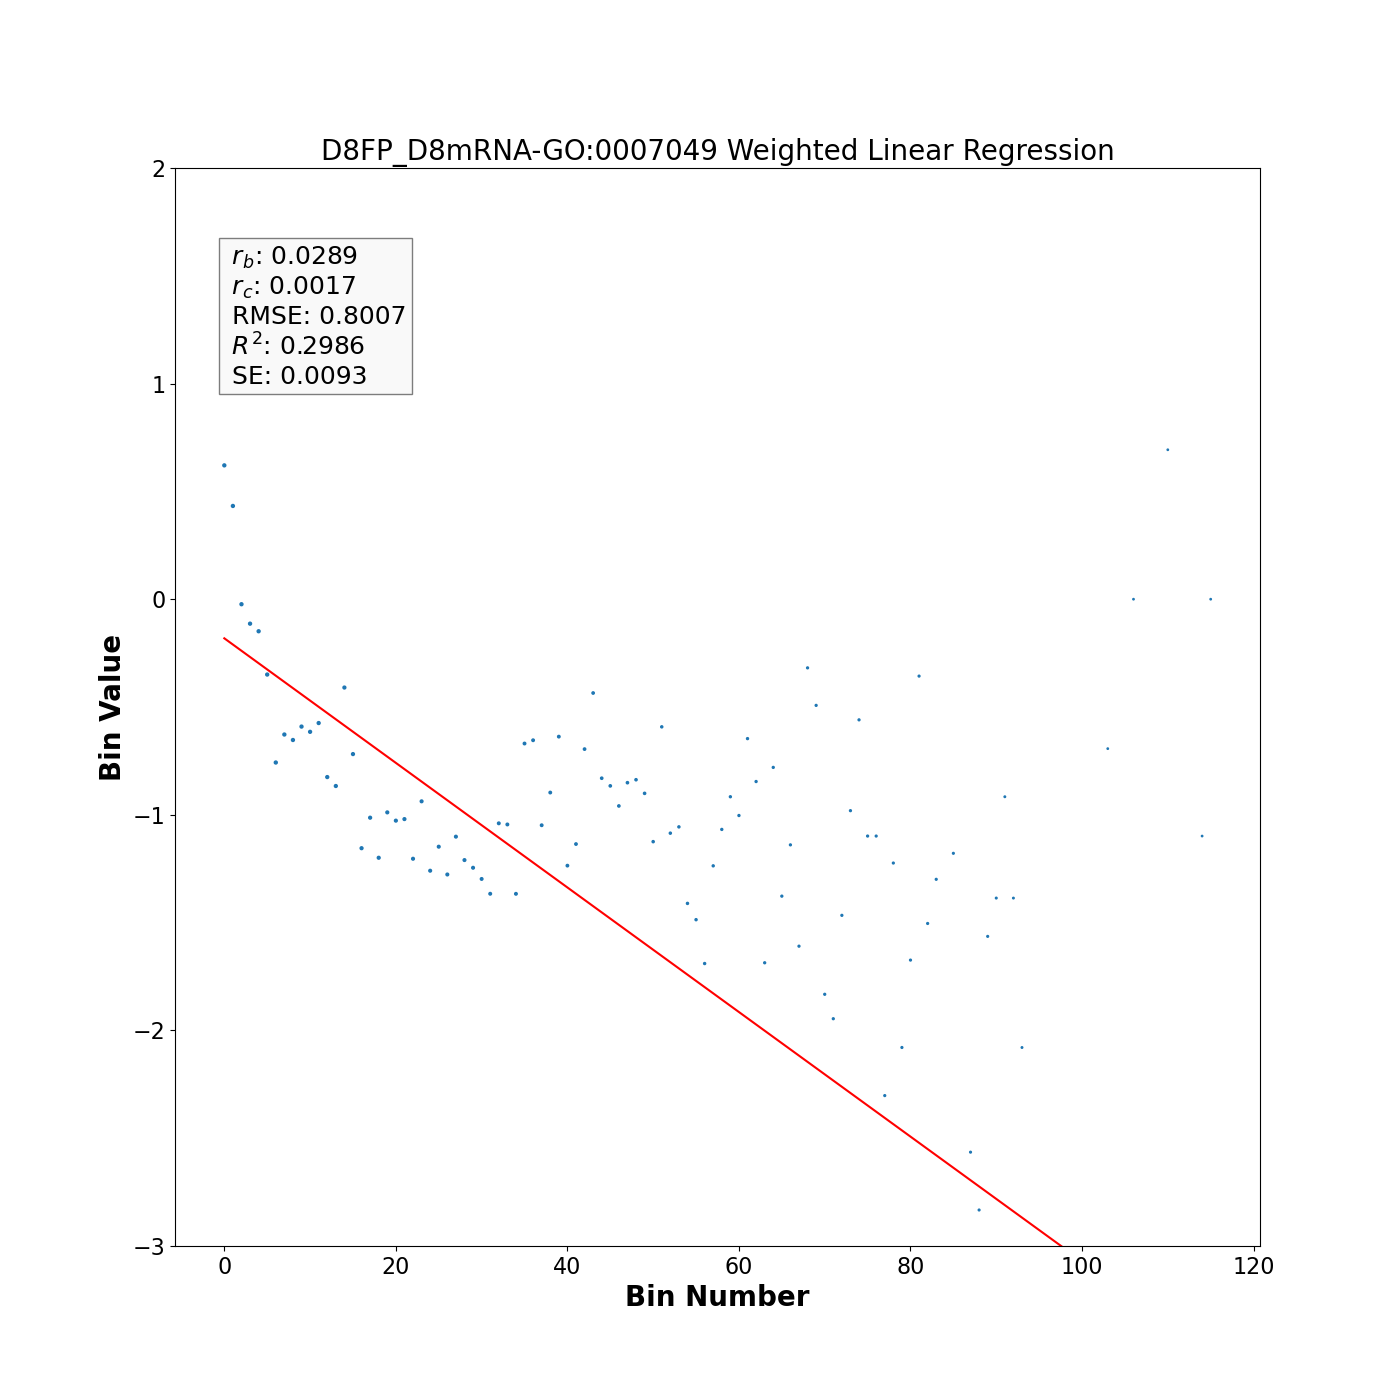 D8FP_D8mRNA-GO:0007049 Weighted Linear Regression
2
r_b: 0.0289
r_c: 0.0017
RMSE: 0.8007
R²: 0.2986
SE: 0.0093
1
0
−1
−2
−3
Bin Value
0 20 40 60 80 100 120
Bin Number